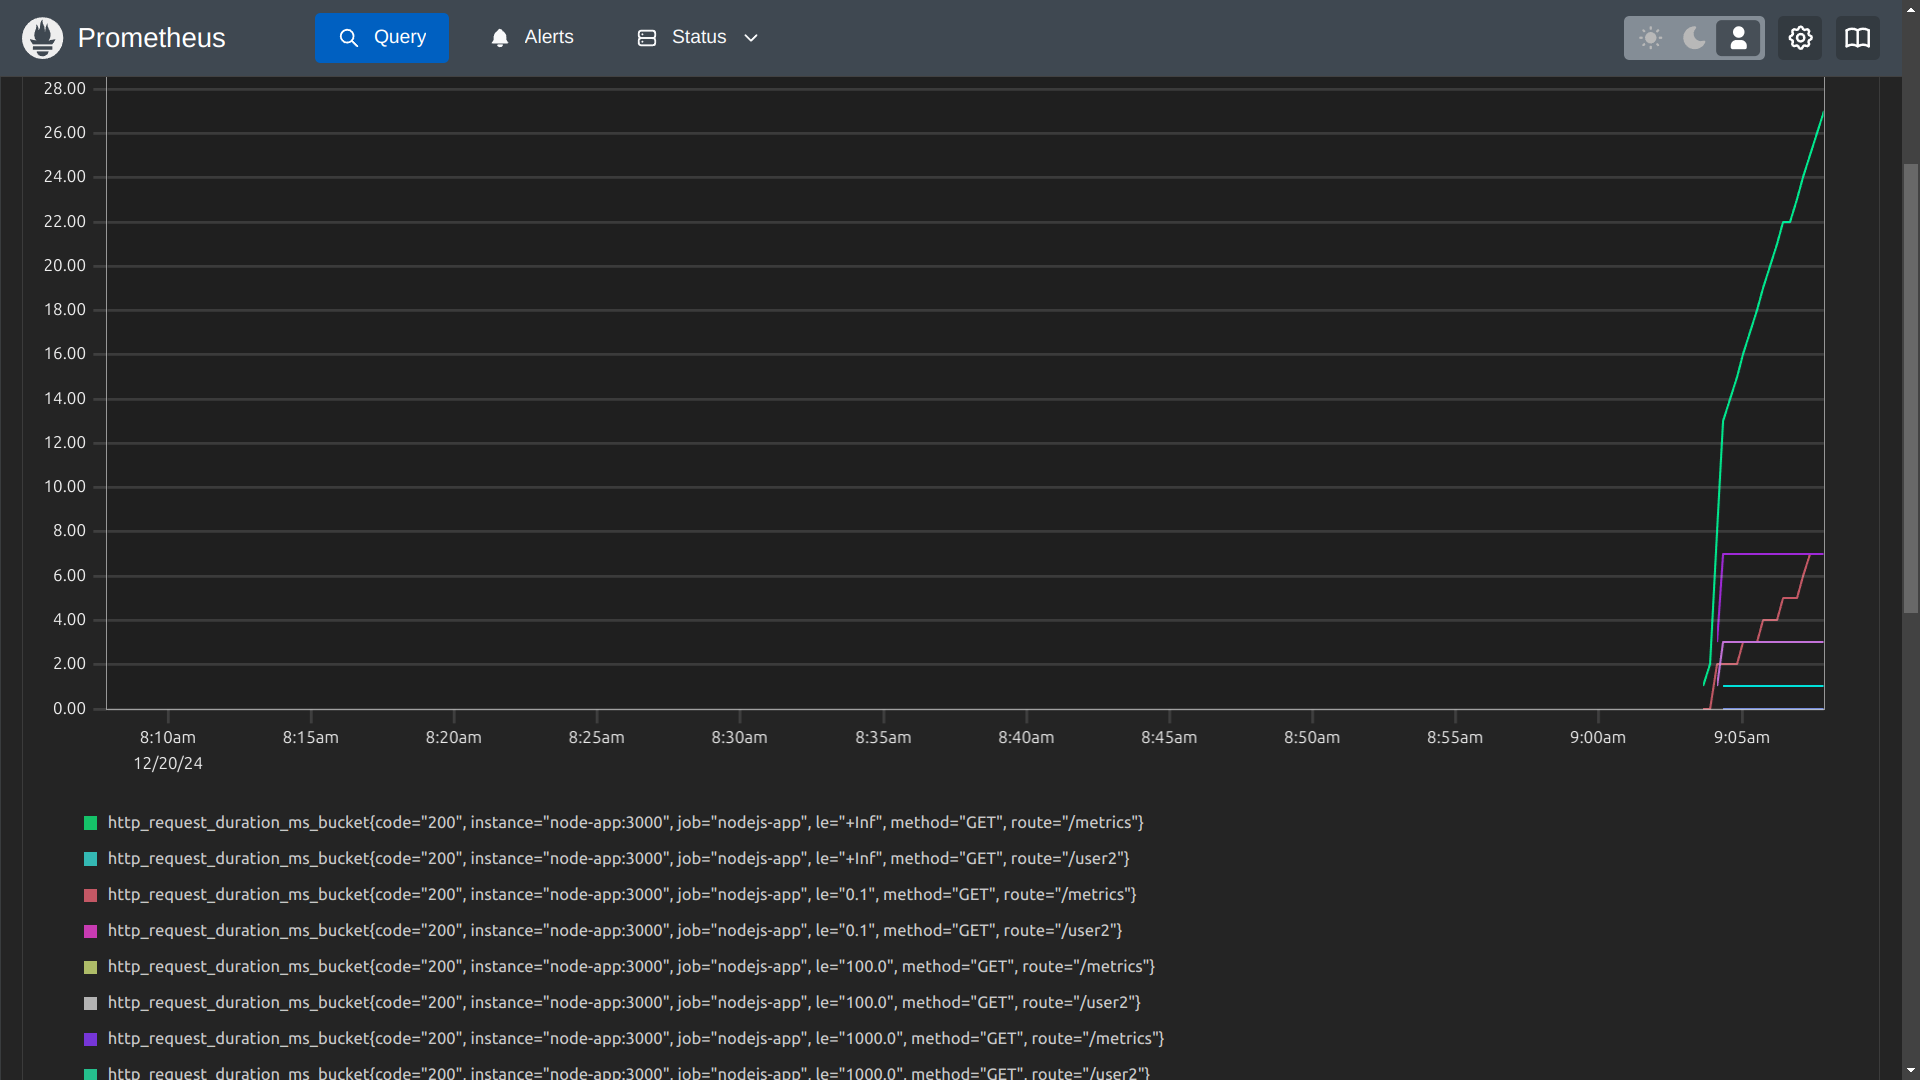 Prometheus Query Alerts Status
28.00
26.00
24.00
22.00
20.00
18.00
16.00
14.00
12.00
10.00
8.00
6.00
4.00
2.00
0.00
8:10am 8:15am 8:20am 8:25am 8:30am 8:35am 8:40am 8:45am 8:50am 8:55am 9:00am 9:05am
12/20/24
http_request_duration_ms_bucket{code="200", instance="node-app:3000", job="nodejs-app", le="+Inf", method="GET", route="/metrics"}
http_request_duration_ms_bucket{code="200", instance="node-app:3000", job="nodejs-app", le="+Inf", method="GET", route="/user2"}
http_request_duration_ms_bucket{code="200", instance="node-app:3000", job="nodejs-app", le="0.1", method="GET", route="/metrics"}
http_request_duration_ms_bucket{code="200", instance="node-app:3000", job="nodejs-app", le="0.1", method="GET", route="/user2"}
http_request_duration_ms_bucket{code="200", instance="node-app:3000", job="nodejs-app", le="100.0", method="GET", route="/metrics"}
http_request_duration_ms_bucket{code="200", instance="node-app:3000", job="nodejs-app", le="100.0", method="GET", route="/user2"}
http_request_duration_ms_bucket{code="200", instance="node-app:3000", job="nodejs-app", le="1000.0", method="GET", route="/metrics"}
http_request_duration_ms_bucket{code="200", instance="node-app:3000", job="nodejs-app", le="1000.0", method="GET", route="/user2"}